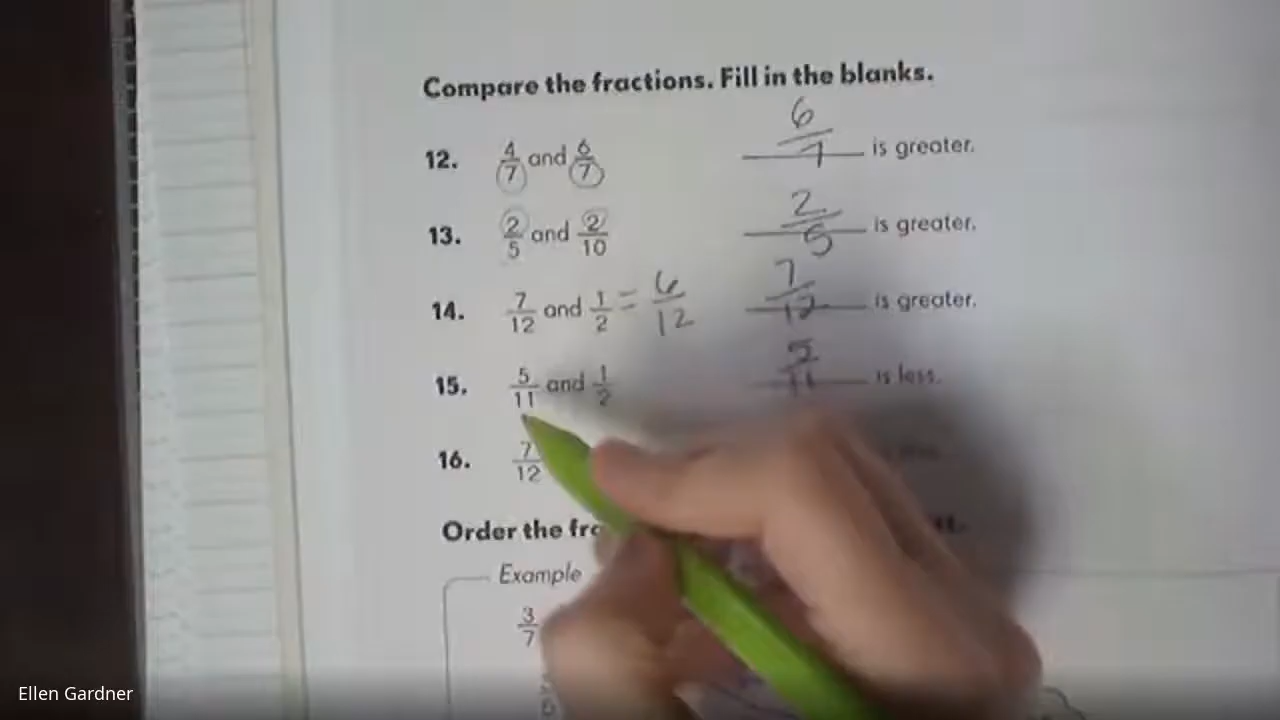 Compare the fractions. Fill in the blanks.
12. 4/7 and 6/7 6/7 is greater.
13. 2/5 and 2/10 2/5 is greater.
14. 7/12 and 1/2 = 6/12 7/12 is greater.
15. 5/11 and 1/2 5/11 is less.
16. 7/12
Order the
Example
3/7
Ellen Gardner